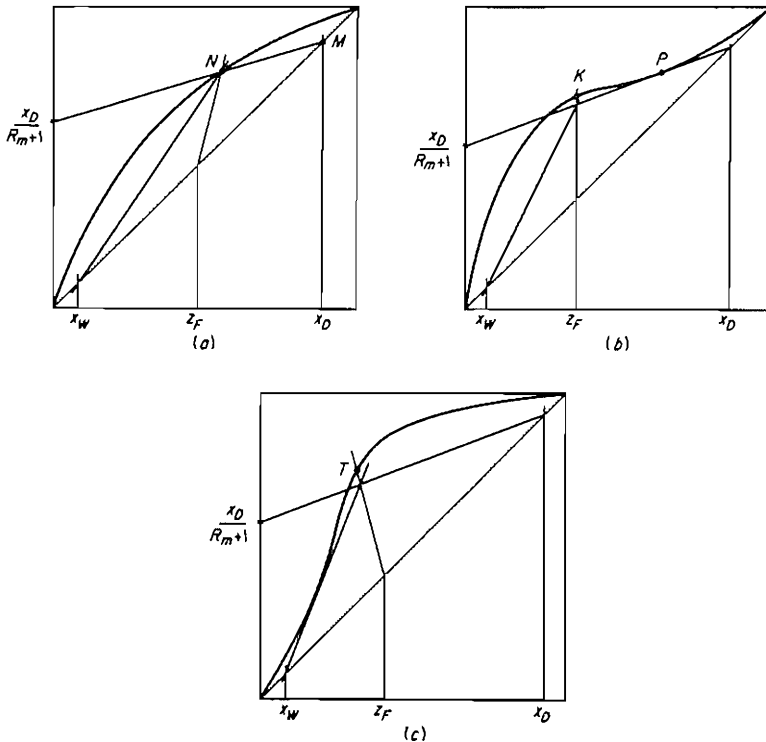 N
M
x_D
R_m+1
x_W
z_F
x_D
(a)
K
P
x_D
R_m+1
x_W
z_F
x_D
(b)
T
x_D
R_m+1
x_W
z_F
x_D
(c)